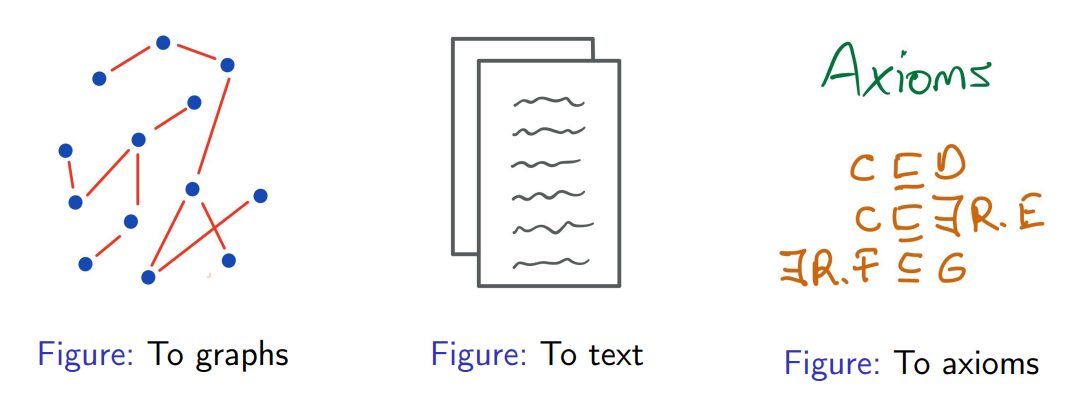 Axioms
C ⊑ D
C ⊑ ∃R.E
∃R.F ⊑ G
Figure: To graphs
Figure: To text
Figure: To axioms